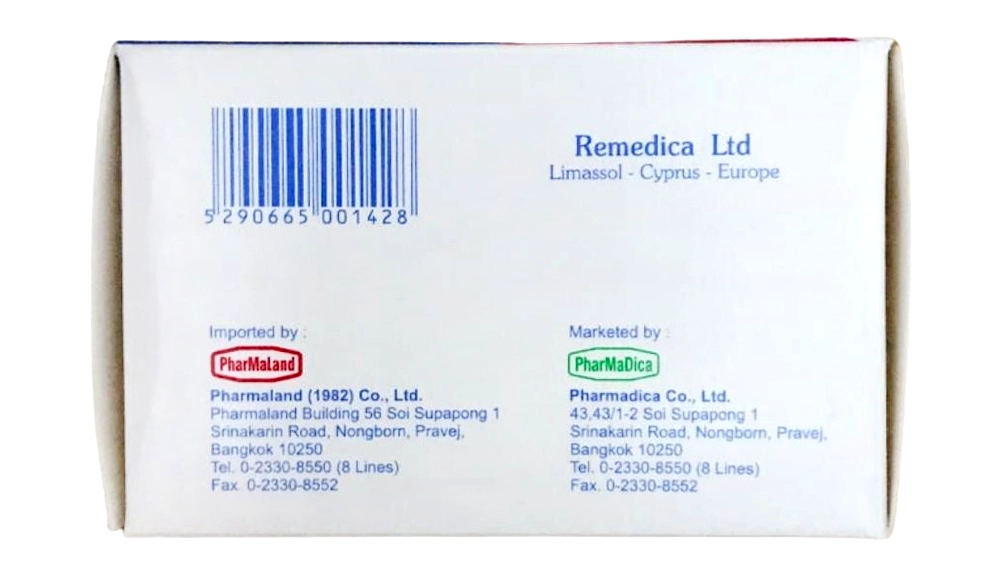 5 290665 001428
Remedica Ltd
Limassol - Cyprus - Europe
Imported by :
PharMaLand
Pharmaland (1982) Co., Ltd.
Pharmaland Building 56 Soi Supapong 1
Srinakarin Road, Nongborn, Pravej,
Bangkok 10250
Tel. 0-2330-8550 (8 Lines)
Fax. 0-2330-8552
Marketed by :
PharMaDica
Pharmadica Co., Ltd.
43,43/1-2 Soi Supapong 1
Srinakarin Road, Nongborn, Pravej,
Bangkok 10250
Tel. 0-2330-8550 (8 Lines)
Fax. 0-2330-8552